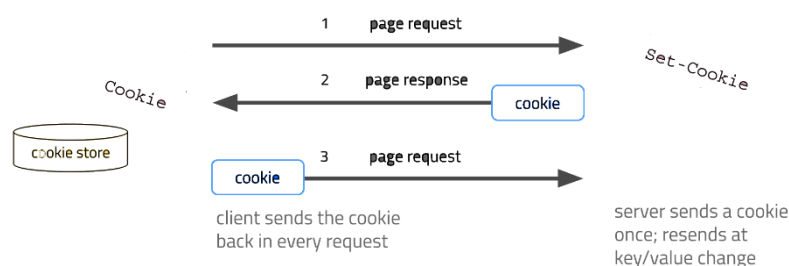 1 page request
Set-Cookie
2 page response
Cookie
cookie
cookie store
3 page request
cookie
client sends the cookie
back in every request
server sends a cookie
once; resends at
key/value change